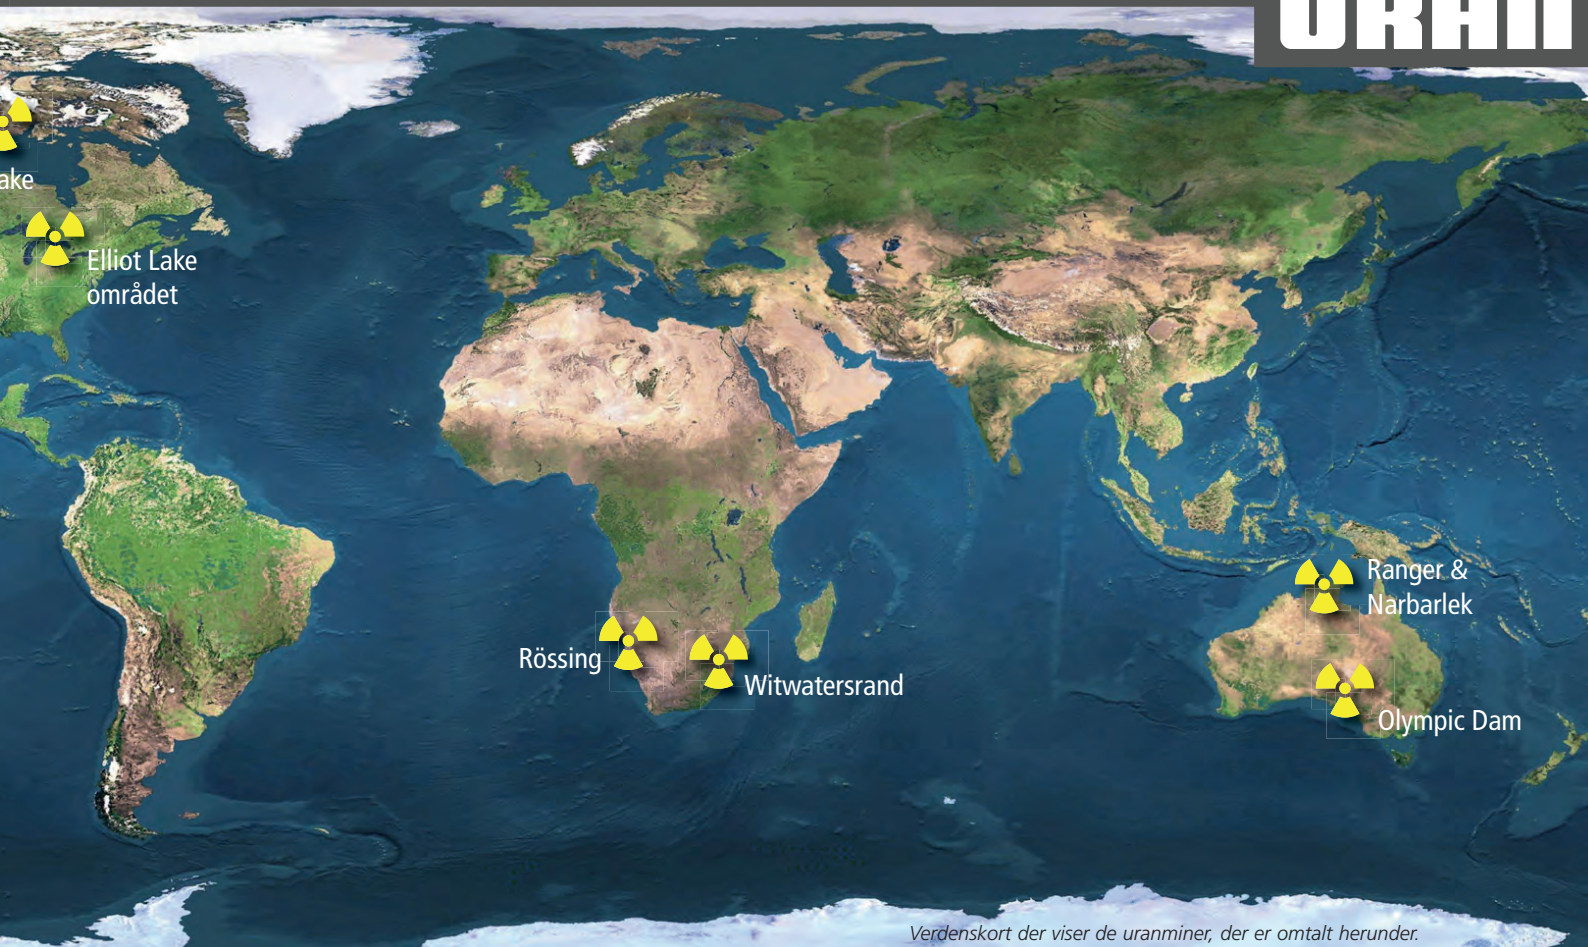 URAN
ake
Elliot Lake
området
Ranger &
Narbarlek
Rössing
Witwatersrand
Olympic Dam
Verdenskort der viser de uranminer, der er omtalt herunder.